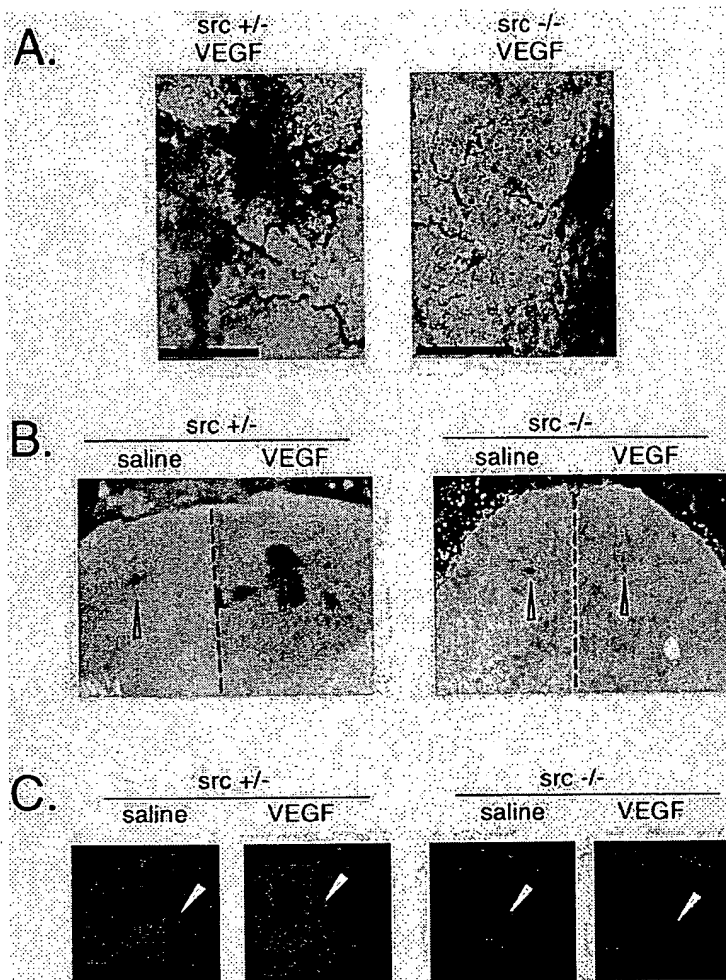 A.
src +/-
VEGF
src -/-
VEGF
B.
src +/-
saline VEGF
src -/-
saline VEGF
C.
src +/-
saline VEGF
src -/-
saline VEGF